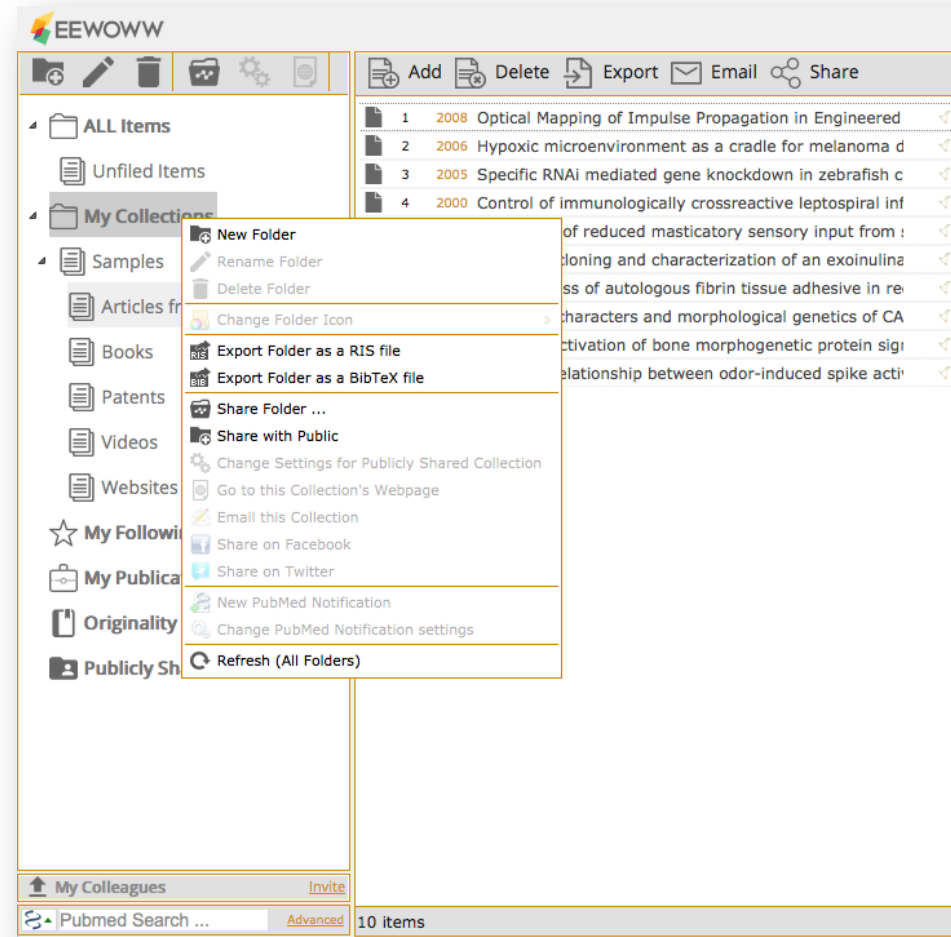 EEWOWW
Add Delete Export Email Share
ALL Items
Unfiled Items
My Collections
Samples
Articles
Books
Patents
Videos
Websites
My
My
Originality
Publicly
New Folder
Rename Folder
Delete Folder
Change Folder Icon
RIS Export Folder as a RIS file
BIB Export Folder as a BibTeX file
Share Folder ...
Share with Public
Change Settings for Publicly Shared Collection
Go to this Collection's Webpage
Email this Collection
Share on Facebook
Share on Twitter
New PubMed Notification
Change PubMed Notification settings
Refresh (All Folders)
1 2008 Optical Mapping of Impulse Propagation in Engineered
2 2006 Hypoxic microenvironment as a cradle for melanoma d
3 2005 Specific RNAi mediated gene knockdown in zebrafish c
4 2000 Control of immunologically crossreactive leptospiral inf
of reduced masticatory sensory input from
cloning and characterization of an exoinulina
ss of autologous fibrin tissue adhesive in re
characters and morphological genetics of CA
ctivation of bone morphogenetic protein sig
elationship between odor-induced spike acti
My Colleagues Invite
Pubmed Search ... Advanced
10 items